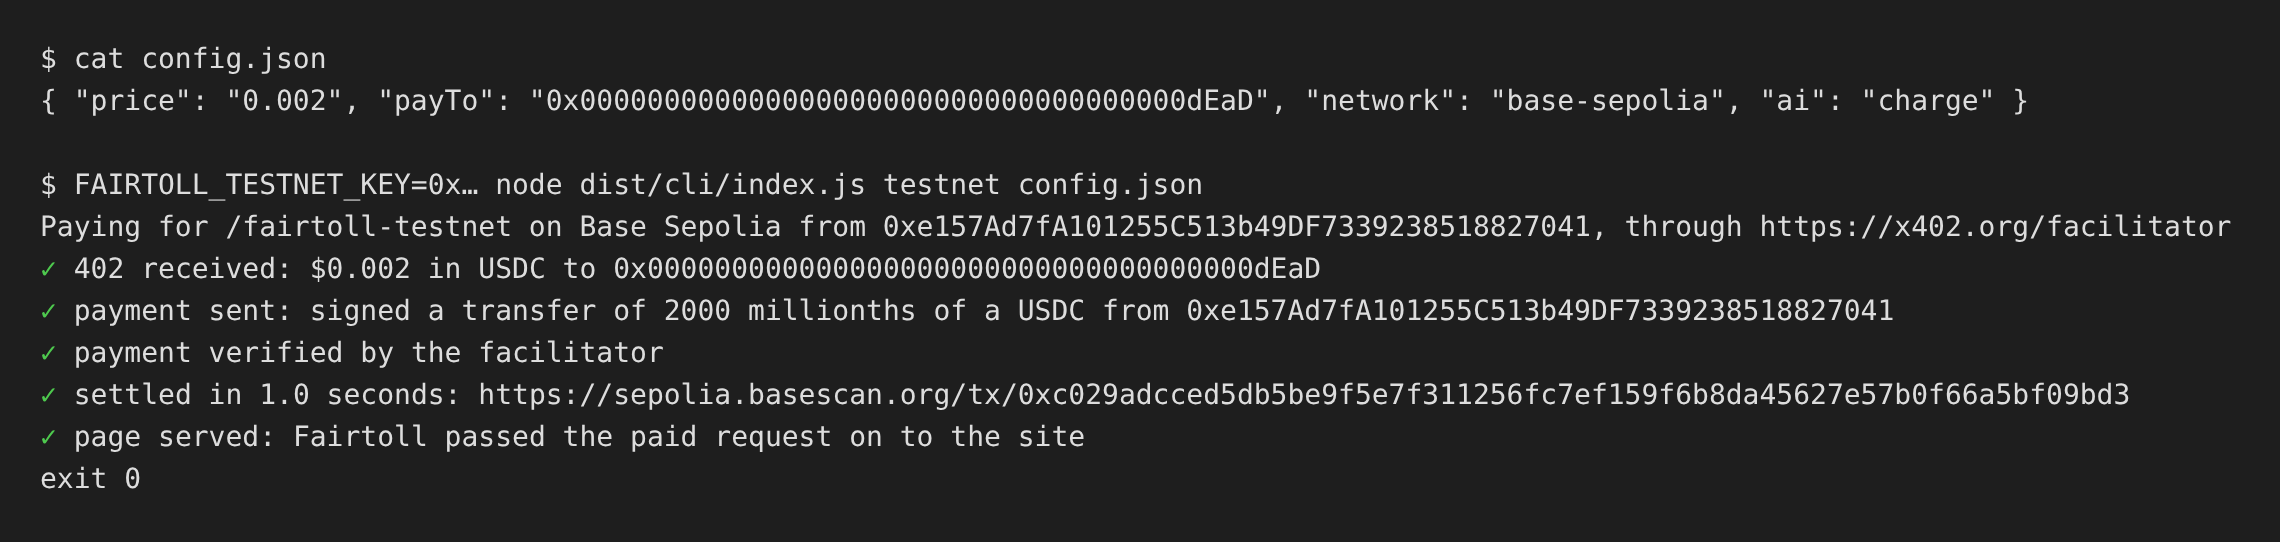 $ cat config.json
{ "price": "0.002", "payTo": "0x000000000000000000000000000000000000dEaD", "network": "base-sepolia", "ai": "charge" }
$ FAIRTOLL_TESTNET_KEY=0x… node dist/cli/index.js testnet config.json
Paying for /fairtoll-testnet on Base Sepolia from 0xe157Ad7fA101255C513b49DF7339238518827041, through https://x402.org/facilitator
✓ 402 received: $0.002 in USDC to 0x000000000000000000000000000000000000dEaD
✓ payment sent: signed a transfer of 2000 millionths of a USDC from 0xe157Ad7fA101255C513b49DF7339238518827041
✓ payment verified by the facilitator
✓ settled in 1.0 seconds: https://sepolia.basescan.org/tx/0xc029adcced5db5be9f5e7f311256fc7ef159f6b8da45627e57b0f66a5bf09bd3
✓ page served: Fairtoll passed the paid request on to the site
exit 0